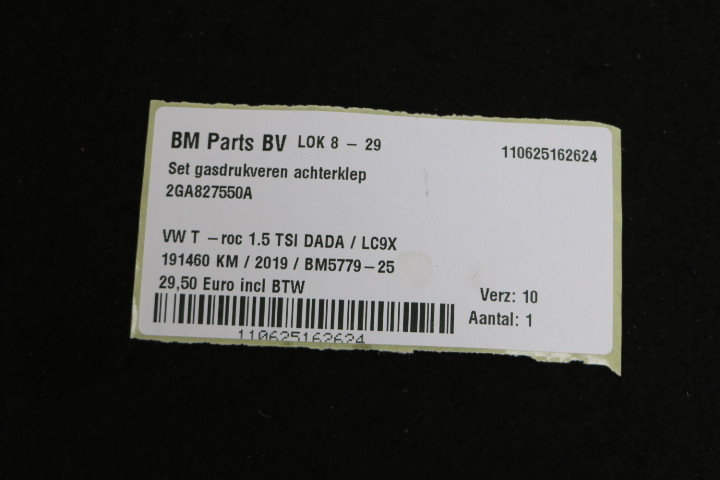 BM Parts BV LOK 8 - 29
110625162624
Set gasdrukveren achterklep
2GA827550A
VW T -roc 1.5 TSI DADA / LC9X
191460 KM / 2019 / BM5779-25
29,50 Euro incl BTW
Verz: 10
Aantal: 1
110625162624